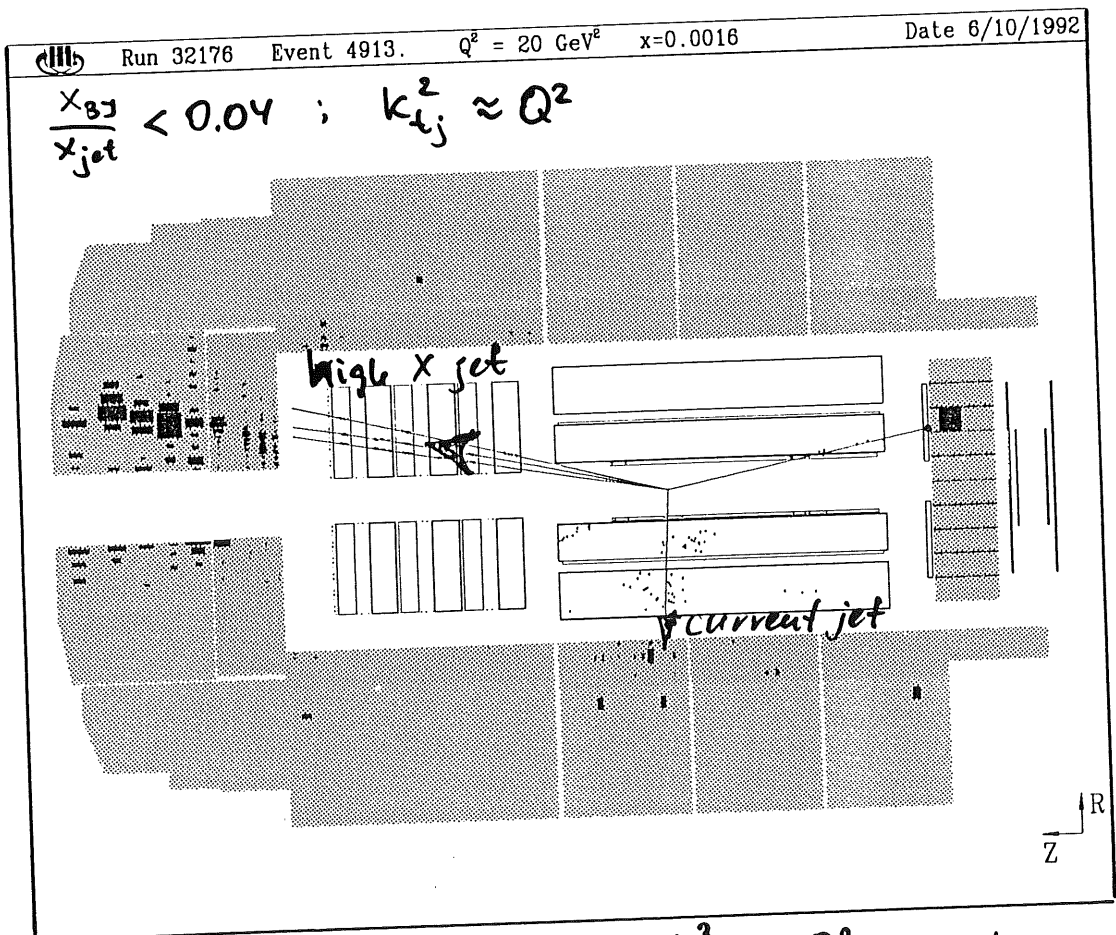 Run 32176 Event 4913. Q² = 20 GeV² x=0.0016 Date 6/10/1992
x_Bj / x_jet < 0.04 ; k_tj² ≈ Q²
high x jet
current jet
R
Z